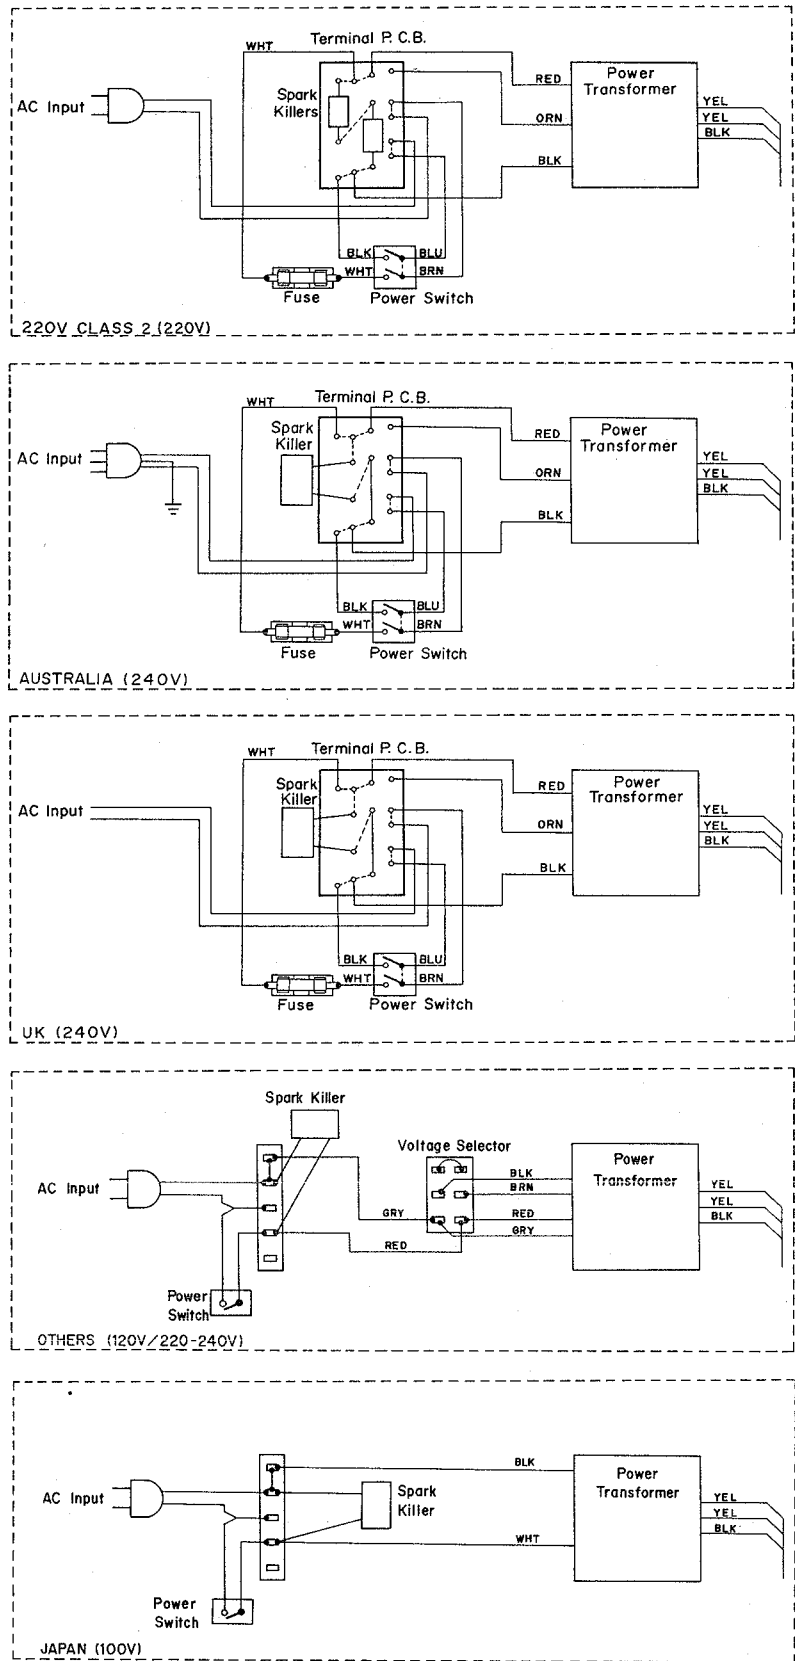 WHT
Terminal P. C.B.
AC Input
Spark
Killers
RED
ORN
BLK
Power
Transformer
YEL
YEL
BLK
BLK
BLU
WHT
BRN
Fuse
Power Switch
220V CLASS 2 (220V)
WHT
Terminal P. C.B.
AC Input
Spark
Killer
RED
ORN
BLK
Power
Transformer
YEL
YEL
BLK
BLK
BLU
WHT
BRN
Fuse
Power Switch
AUSTRALIA (240V)
WHT
Terminal P. C.B.
AC Input
Spark
Killer
RED
ORN
BLK
Power
Transformer
YEL
YEL
BLK
BLK
BLU
WHT
BRN
Fuse
Power Switch
UK (240V)
Spark Killer
AC Input
Voltage Selector
BLK
BRN
GRY
RED
GRY
RED
Power
Transformer
YEL
YEL
BLK
Power
Switch
OTHERS (120V/220-240V)
AC Input
BLK
Spark
Killer
WHT
Power
Transformer
YEL
YEL
BLK
Power
Switch
JAPAN (100V)